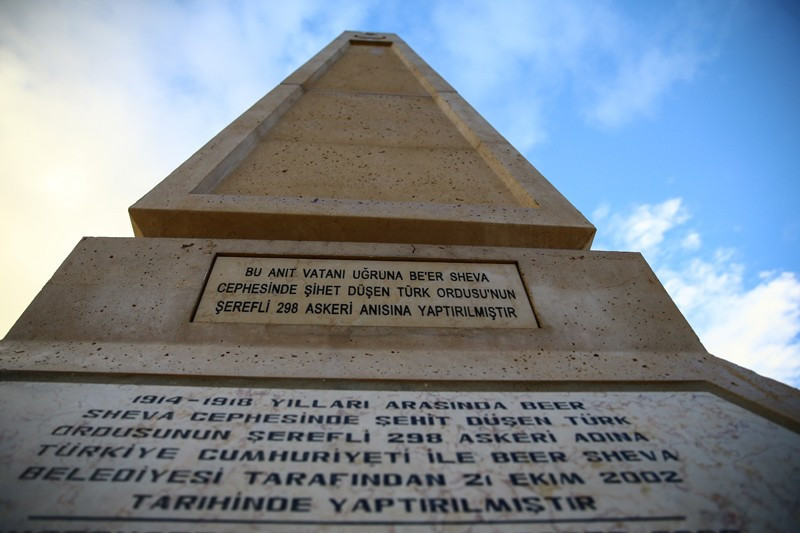 BU ANIT VATANI UĞRUNA BE'ER SHEVA
CEPHESİNDE ŞİHET DÜŞEN TÜRK ORDUSU'NUN
ŞEREFLİ 298 ASKERİ ANISINA YAPTIRILMIŞTIR
1914-1918 YILLARI ARASINDA BEER
SHEVA CEPHESINDE ŞEHİT DÜŞEN TÜRK
ORDUSUNUN ŞEREFLİ 298 ASKERİ ADINA
TÜRKİYE CUMHURİYETİ İLE BEER SHEVA
BELEDİYESİ TARAFINDAN 21 EKİM 2002
TARİHİNDE YAPTIRILMIŞTIR